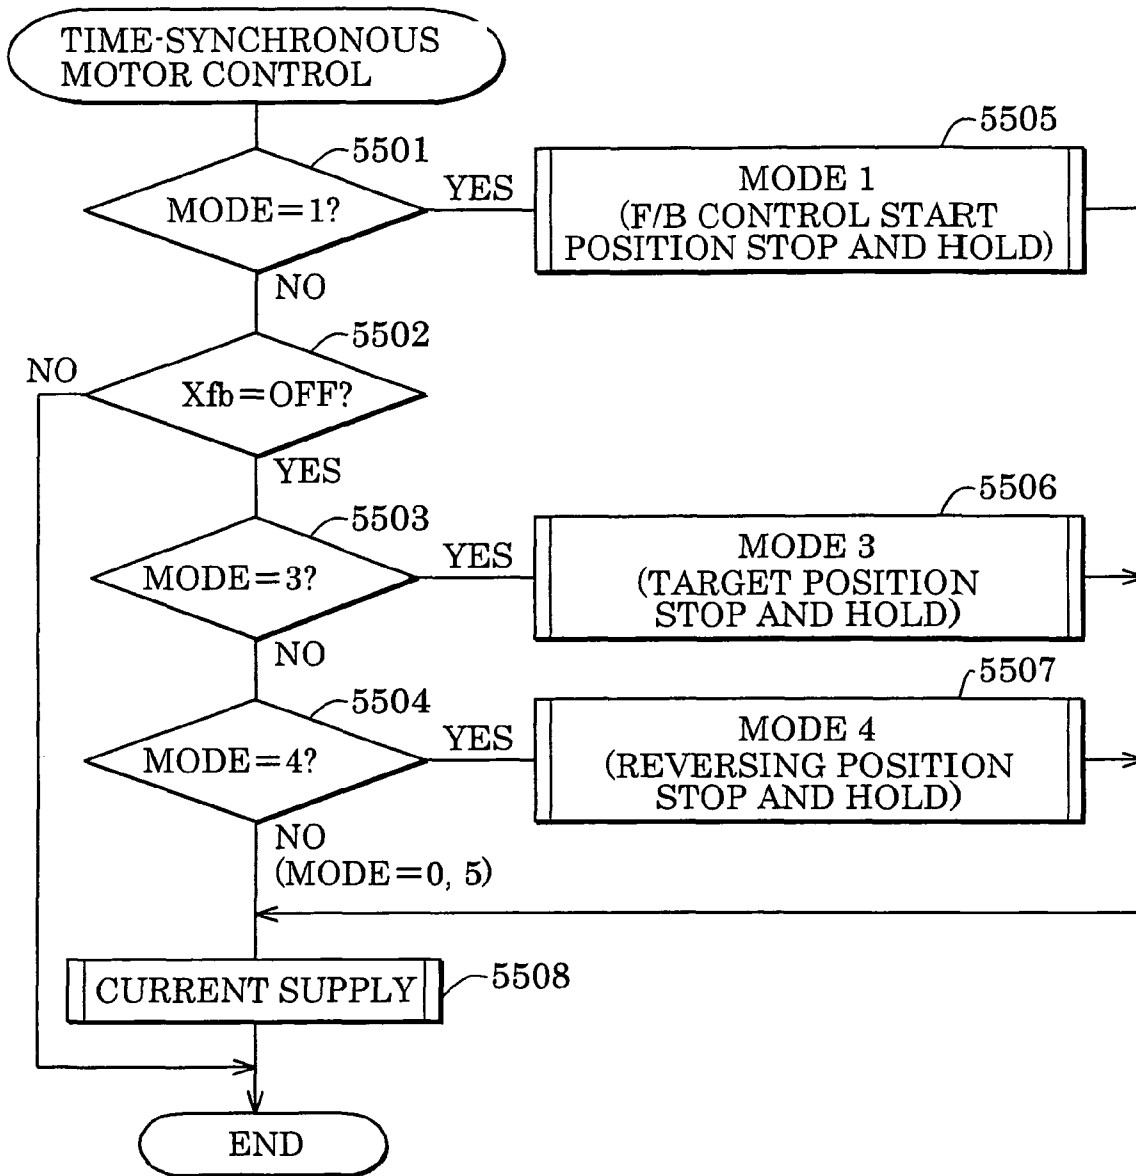 TIME-SYNCHRONOUS
MOTOR CONTROL
5501
MODE=1?
YES
NO
5505
MODE 1
(F/B CONTROL START
POSITION STOP AND HOLD)
5502
NO
Xfb=OFF?
YES
5503
MODE=3?
YES
NO
5506
MODE 3
(TARGET POSITION
STOP AND HOLD)
5504
MODE=4?
YES
NO
(MODE=0, 5)
5507
MODE 4
(REVERSING POSITION
STOP AND HOLD)
CURRENT SUPPLY
5508
END